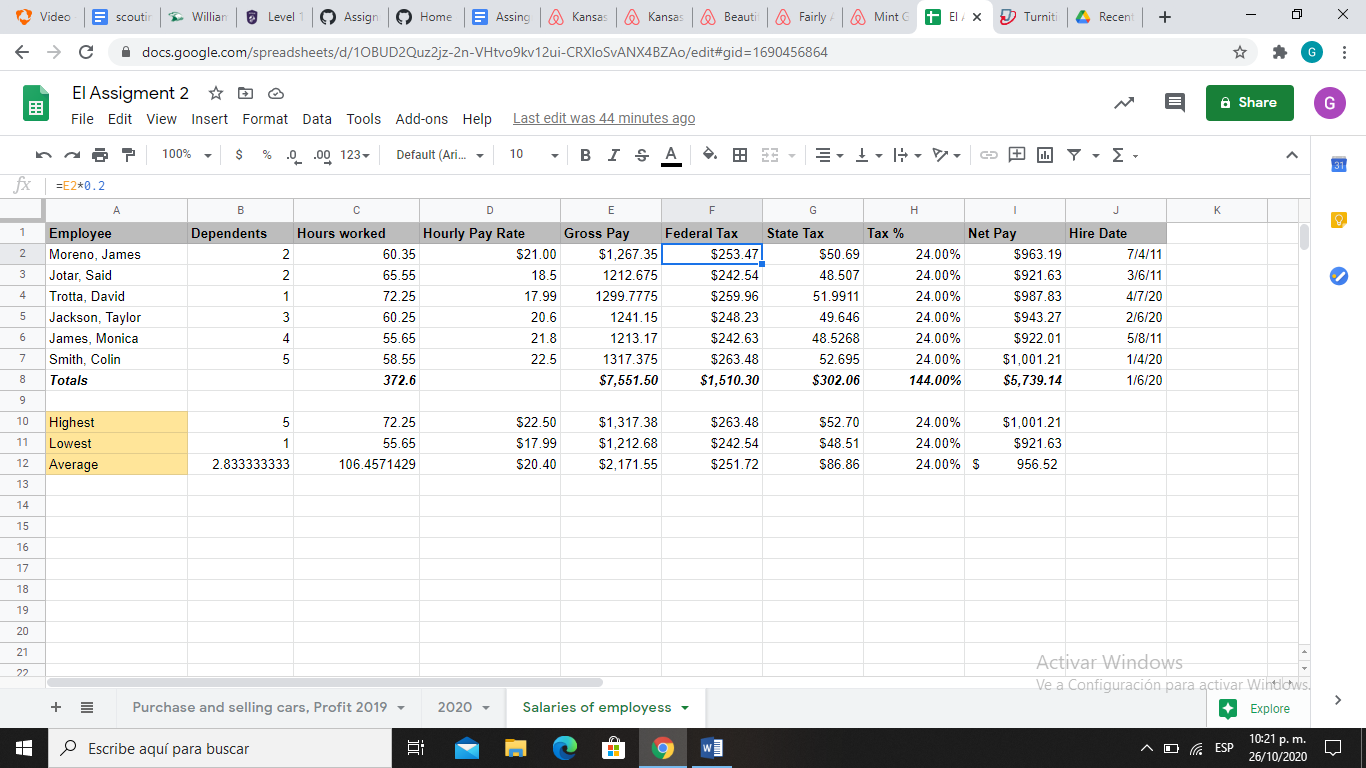 Video scoutin Willian Level 1 Assign Home Assing Kansas Kansas Beauti Fairly A Mint G El A Turniti Recent
docs.google.com/spreadsheets/d/1OBUD2Quz2jz-2n-VHtvo9kv12ui-CRXIoSvANX4BZAo/edit#gid=1690456864 G
El Assigment 2
File Edit View Insert Format Data Tools Add-ons Help Last edit was 44 minutes ago
Share G
100% $ % .0 .00 123 Default (Ari... 10 B I S A Σ
31
fx =E2*0.2
A B C D E F G H I J K
1 Employee Dependents Hours worked Hourly Pay Rate Gross Pay Federal Tax State Tax Tax % Net Pay Hire Date
2 Moreno, James 2 60.35 $21.00 $1,267.35 $253.47 $50.69 24.00% $963.19 7/4/11
3 Jotar, Said 2 65.55 18.5 1212.675 $242.54 48.507 24.00% $921.63 3/6/11
4 Trotta, David 1 72.25 17.99 1299.7775 $259.96 51.9911 24.00% $987.83 4/7/20
5 Jackson, Taylor 3 60.25 20.6 1241.15 $248.23 49.646 24.00% $943.27 2/6/20
6 James, Monica 4 55.65 21.8 1213.17 $242.63 48.5268 24.00% $922.01 5/8/11
7 Smith, Colin 5 58.55 22.5 1317.375 $263.48 52.695 24.00% $1,001.21 1/4/20
8 Totals 372.6 $7,551.50 $1,510.30 $302.06 144.00% $5,739.14 1/6/20
9
10 Highest 5 72.25 $22.50 $1,317.38 $263.48 $52.70 24.00% $1,001.21
11 Lowest 1 55.65 $17.99 $1,212.68 $242.54 $48.51 24.00% $921.63
12 Average 2.833333333 106.4571429 $20.40 $2,171.55 $251.72 $86.86 24.00% $ 956.52
13
14
15
16
17
18
19
20
21
22
Activar Windows
Ve a Configuración para activar Windows.
Purchase and selling cars, Profit 2019 2020 Salaries of employess Explore
Escribe aquí para buscar
ESP
10:21 p. m.
26/10/2020